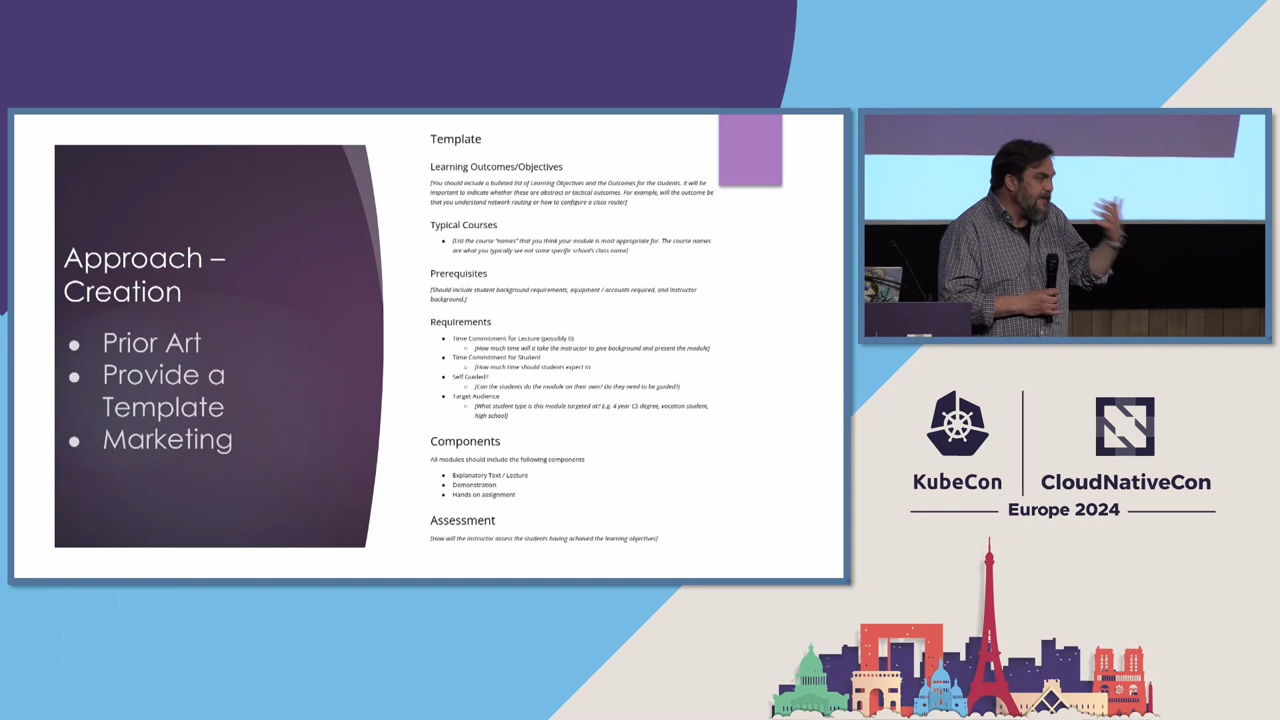 Approach –
Creation
● Prior Art
● Provide a
Template
● Marketing
Template
Learning Outcomes/Objectives
[You should include a bulleted list of Learning Objectives and the Outcomes for the students. It will be
important to indicate whether these are abstract or tactical outcomes. For example, will the outcome be
that you understand network routing or how to configure a cisco router]
Typical Courses
● [List the course "names" that you think your module is most appropriate for. The course names
are what you typically see not some specific school's class name]
Prerequisites
[Should include student background requirements, equipment / accounts required, and instructor
background.]
Requirements
● Time Commitment for Lecture (possibly 0)
○ [How much time will it take the instructor to give background and present the module]
● Time Commitment for Student
○ [How much time should students expect to
● Self Guided?
○ [Can the students do the module on their own? Do they need to be guided?]
● Target Audience
○ [What student type is this module targeted at? E.g. 4 year CS degree, vocation student,
high school]
Components
All modules should include the following components
● Explanatory Text / Lecture
● Demonstration
● Hands on assignment
Assessment
[How will the instructor assess the students having achieved the learning objectives]
KubeCon
CloudNativeCon
Europe 2024